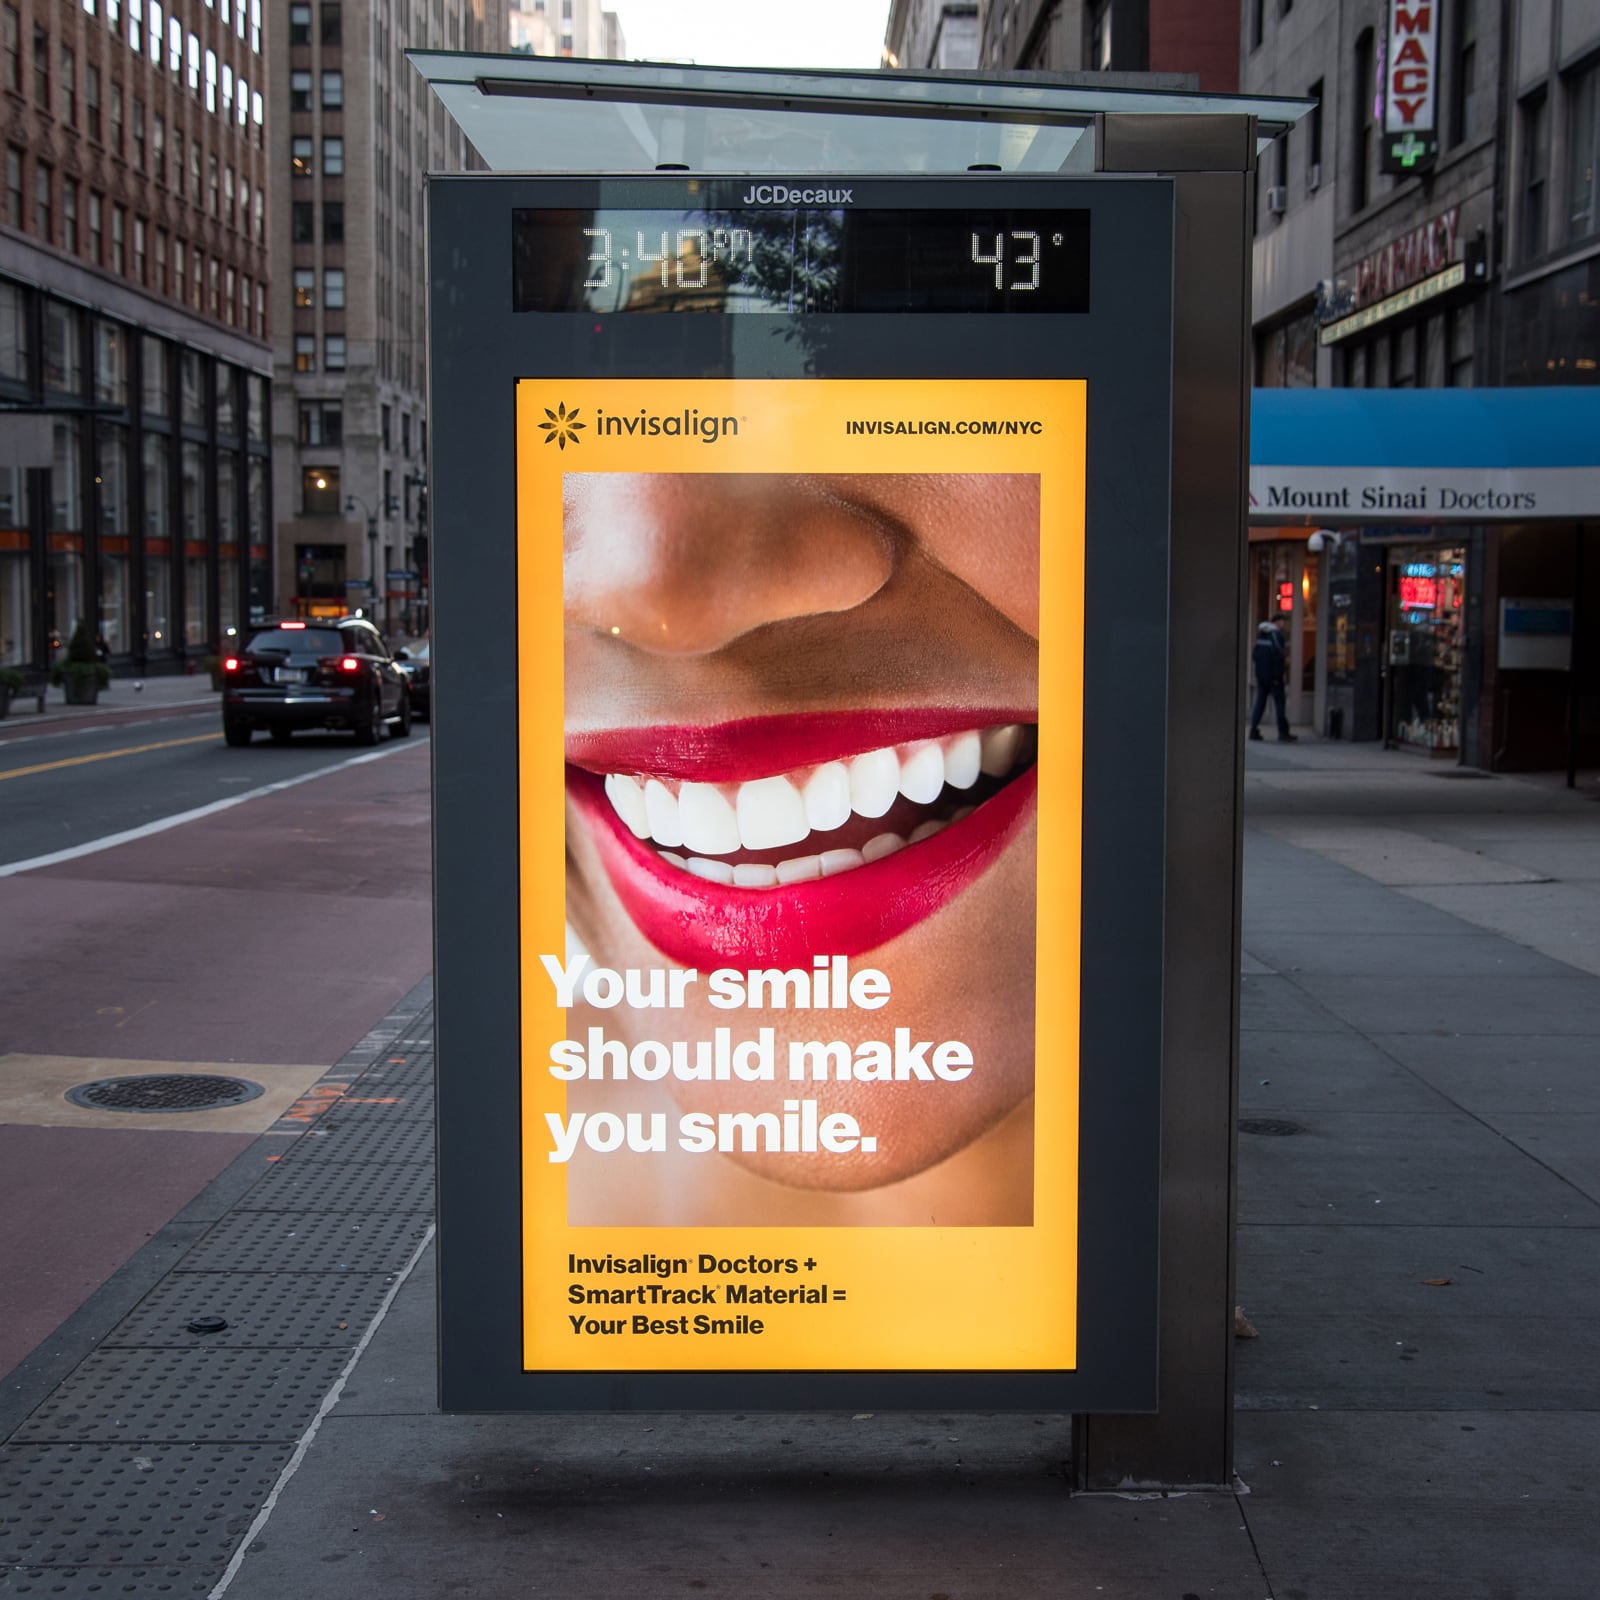 JCDecaux
3:40PM 43°
invisalign®
INVISALIGN.COM/NYC
Your smile
should make
you smile.
Invisalign® Doctors +
SmartTrack® Material =
Your Best Smile
MACY
PHARMACY
Mount Sinai Doctors